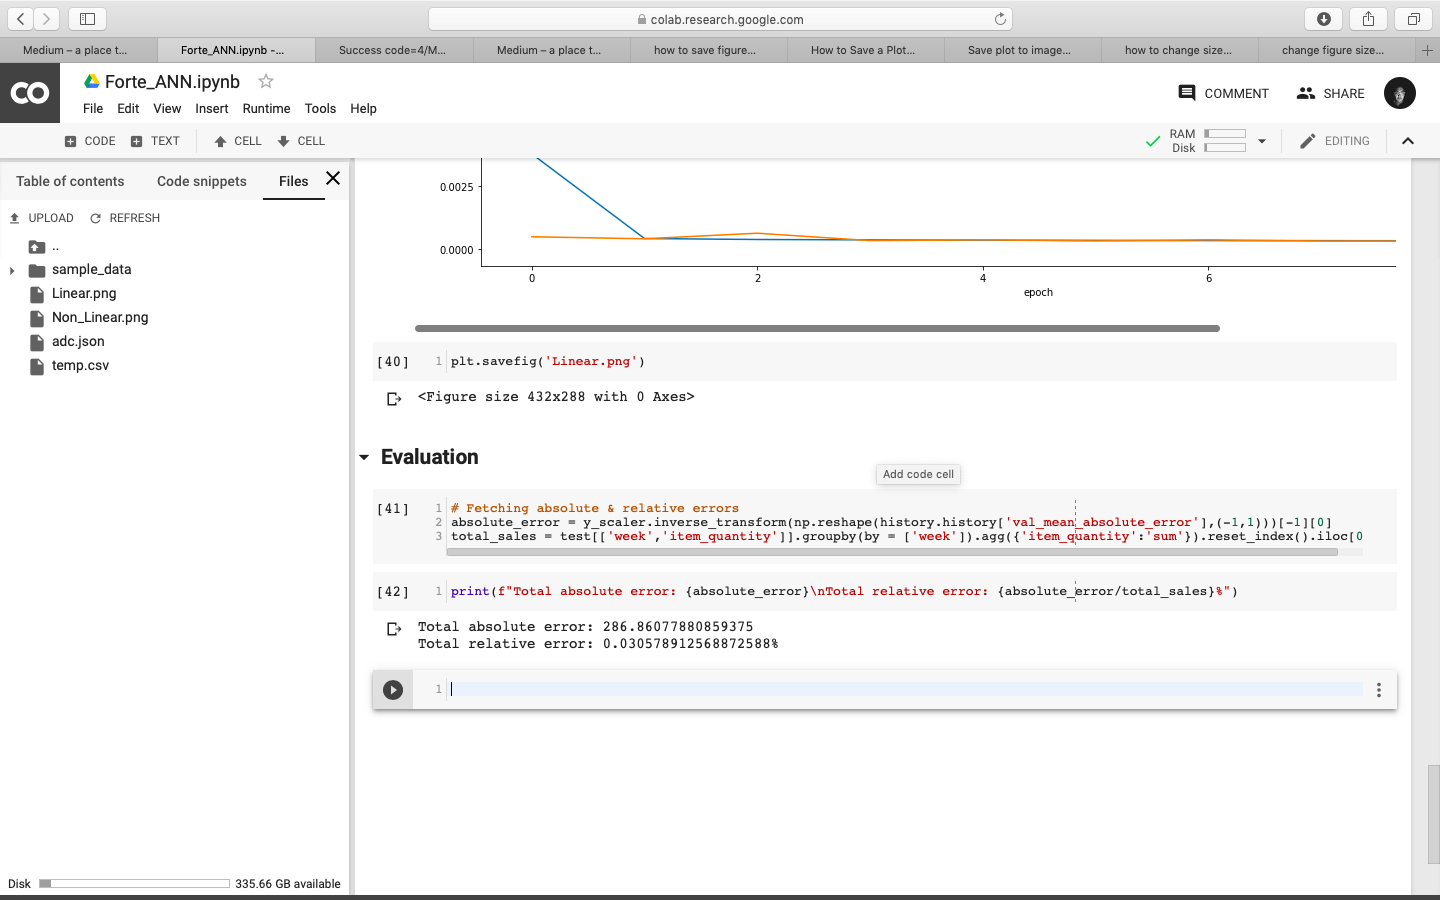 colab.research.google.com
Medium – a place t...
Forte_ANN.ipynb -...
Success code=4/M...
Medium – a place t...
how to save figure...
How to Save a Plot...
Save plot to image...
how to change size...
change figure size...
CO
Forte_ANN.ipynb
File Edit View Insert Runtime Tools Help
COMMENT
SHARE
CODE
TEXT
CELL
CELL
RAM
Disk
EDITING
Table of contents
Code snippets
Files
UPLOAD
REFRESH
..
sample_data
Linear.png
Non_Linear.png
adc.json
temp.csv
Disk
335.66 GB available
0.0025
0.0000
0 2 4 6
epoch
[40] 1 plt.savefig('Linear.png')
<Figure size 432x288 with 0 Axes>
Evaluation
Add code cell
[41] 1 # Fetching absolute & relative errors
2 absolute_error = y_scaler.inverse_transform(np.reshape(history.history['val_mean_absolute_error'],(-1,1)))[-1][0]
3 total_sales = test[['week','item_quantity']].groupby(by = ['week']).agg({'item_quantity':'sum'}).reset_index().iloc[0
[42] 1 print(f"Total absolute error: {absolute_error}\nTotal relative error: {absolute_error/total_sales}%")
Total absolute error: 286.86077880859375
Total relative error: 0.030578912568872588%
1